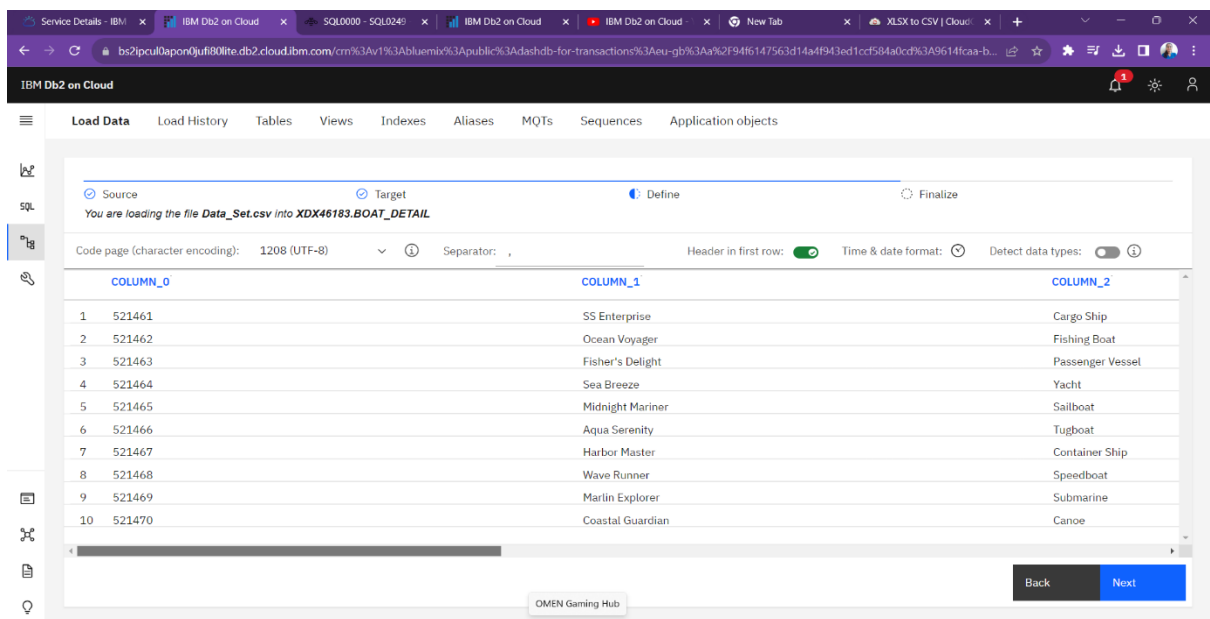 Service Details - IBM
IBM Db2 on Cloud
SQL0000 - SQL0249
IBM Db2 on Cloud
IBM Db2 on Cloud -
New Tab
XLSX to CSV | Cloud
bs2ipcul0apon0jufi80lite.db2.cloud.ibm.com/crn%3Av1%3Abluemix%3Apublic%3Adashdb-for-transactions%3Aeu-gb%3Aa%2F94f6147563d14a4f943ed1ccf584a0cd%3A9614fcaa-b...
IBM Db2 on Cloud
1
Load Data Load History Tables Views Indexes Aliases MQTs Sequences Application objects
SQL
Source Target Define Finalize
You are loading the file Data_Set.csv into XDX46183.BOAT_DETAIL
Code page (character encoding): 1208 (UTF-8) Separator: , Header in first row: Time & date format: Detect data types:
COLUMN_0 COLUMN_1 COLUMN_2
1 521461 SS Enterprise Cargo Ship
2 521462 Ocean Voyager Fishing Boat
3 521463 Fisher's Delight Passenger Vessel
4 521464 Sea Breeze Yacht
5 521465 Midnight Mariner Sailboat
6 521466 Aqua Serenity Tugboat
7 521467 Harbor Master Container Ship
8 521468 Wave Runner Speedboat
9 521469 Marlin Explorer Submarine
10 521470 Coastal Guardian Canoe
Back Next
OMEN Gaming Hub